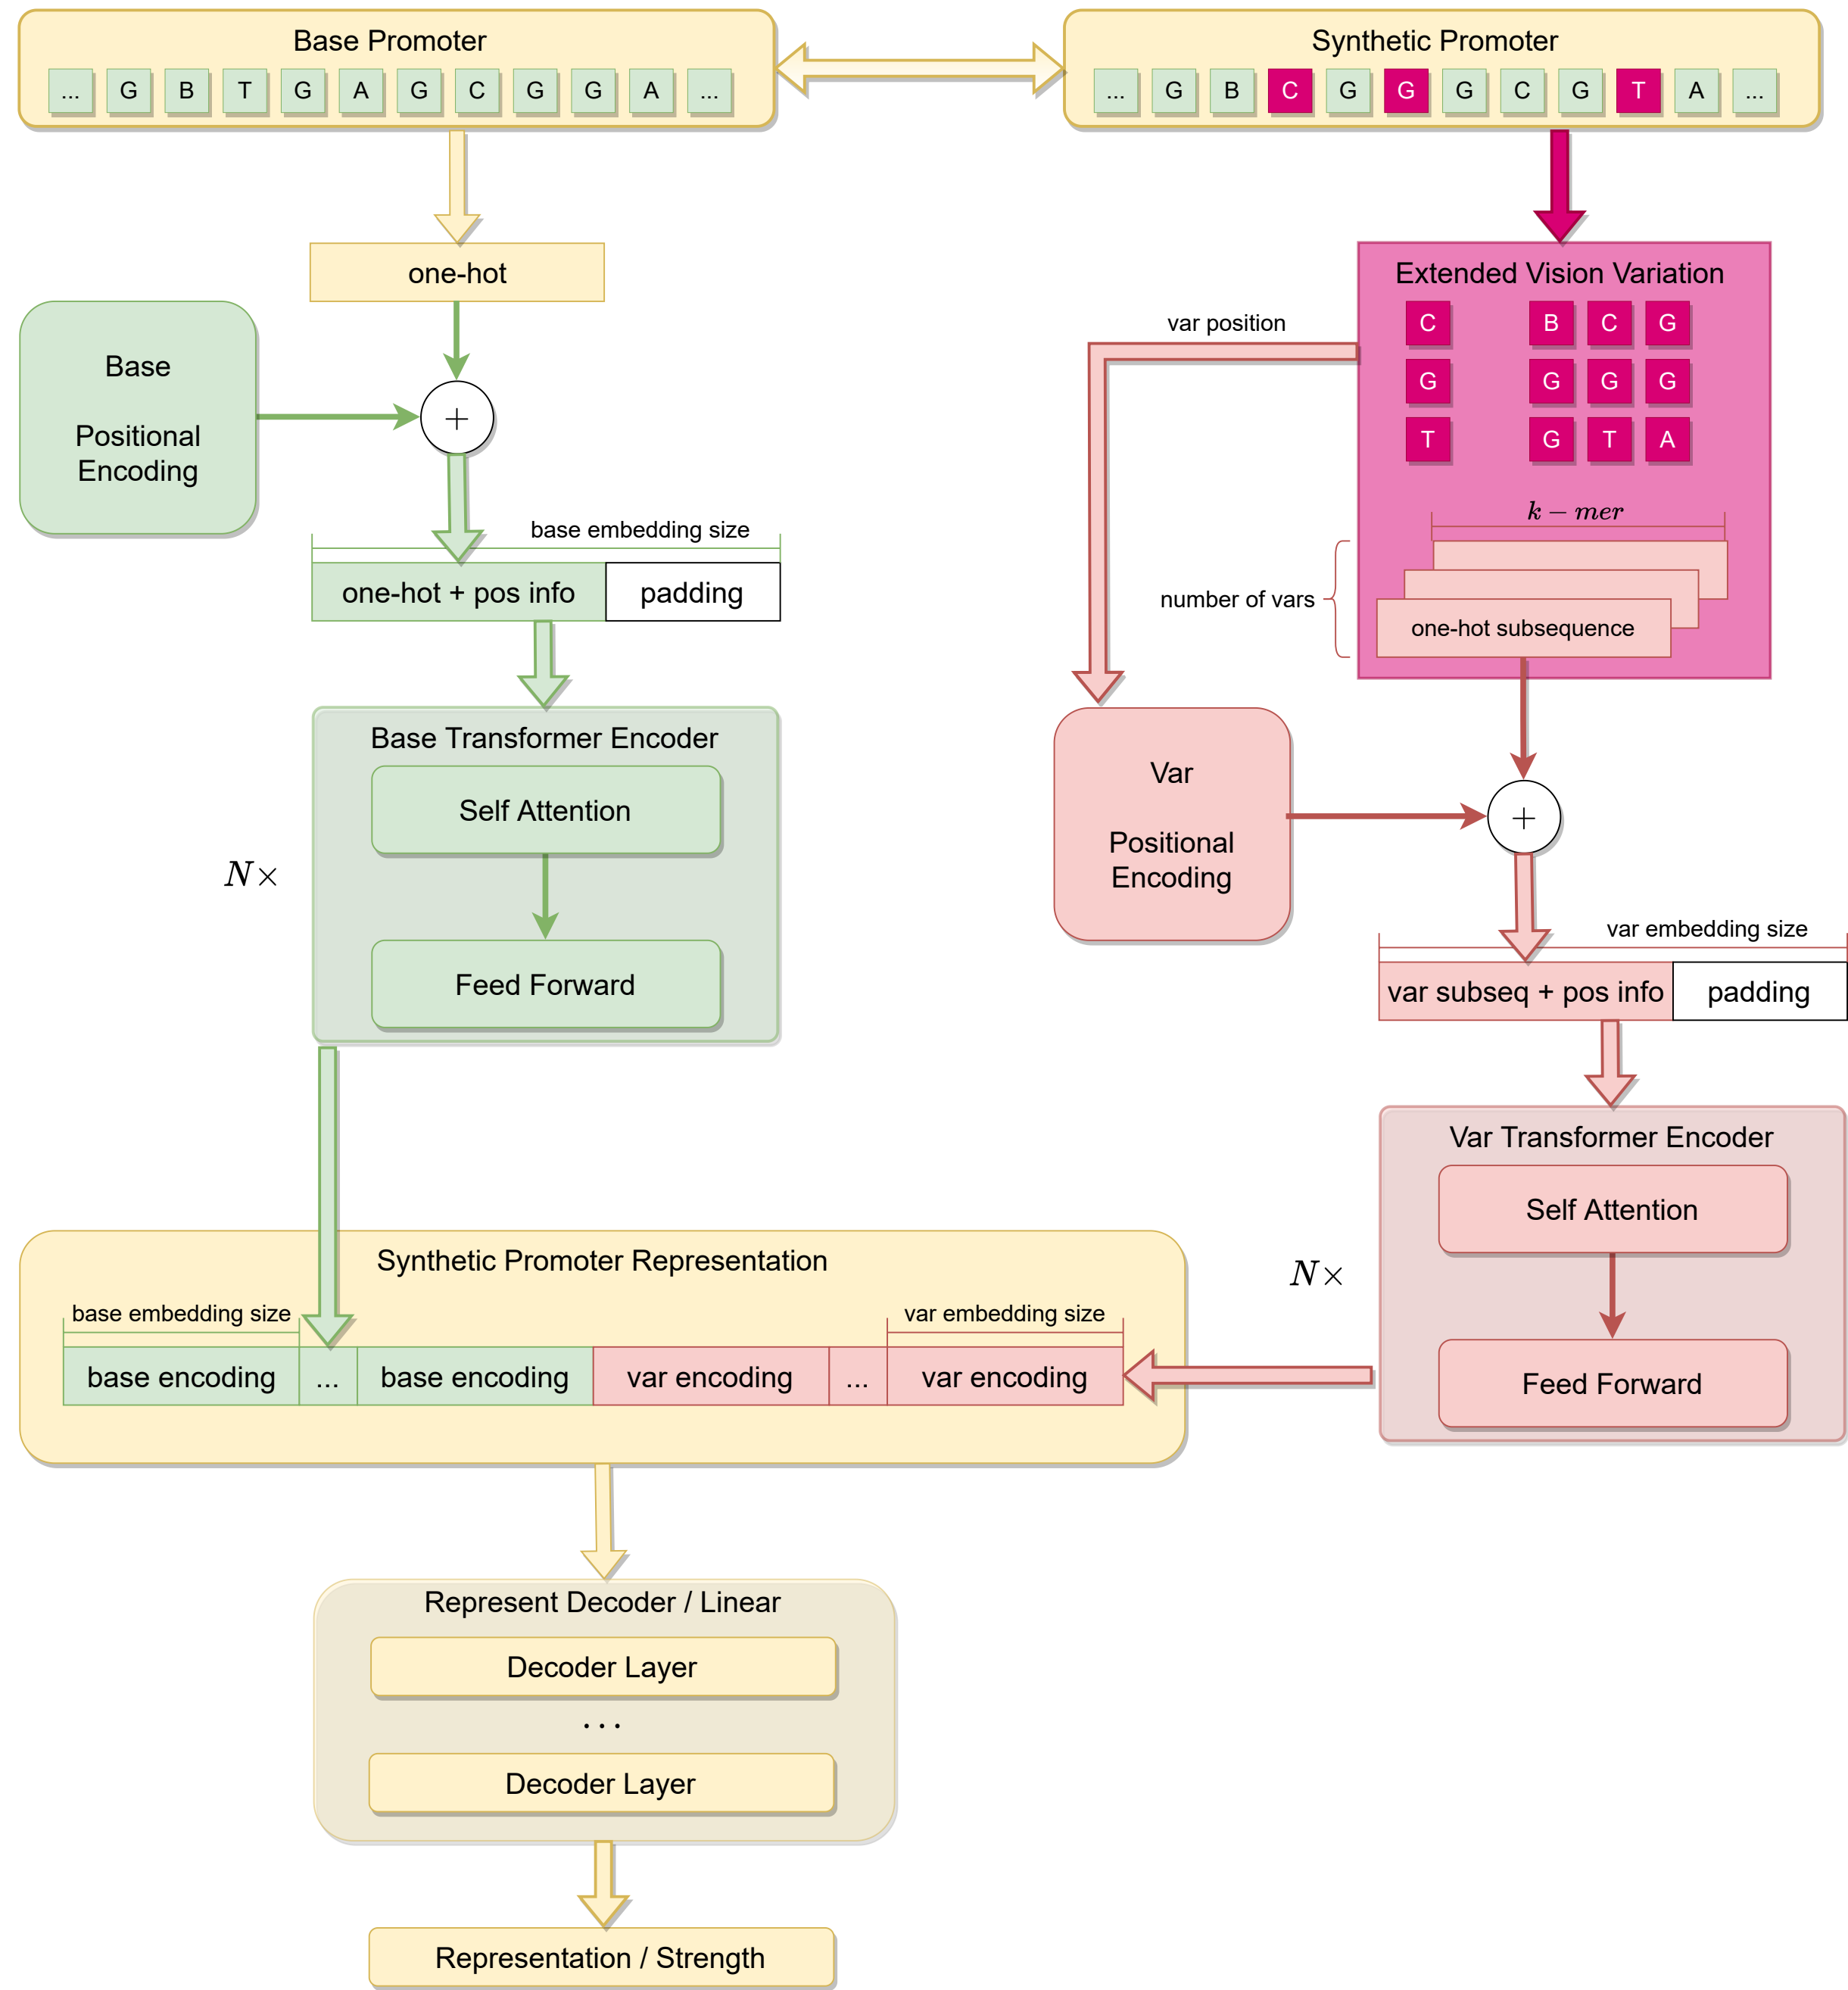 Base Promoter
... G B T G A G C G G A ...
Synthetic Promoter
... G B C G G G C G T A ...
one-hot
Base
Positional
Encoding
+
base embedding size
one-hot + pos info
padding
Base Transformer Encoder
Self Attention
Feed Forward
N×
Extended Vision Variation
C B C G
G G G G
T G T A
k − mer
number of vars
one-hot subsequence
var position
Var
Positional
Encoding
+
var embedding size
var subseq + pos info
padding
Var Transformer Encoder
Self Attention
Feed Forward
N×
Synthetic Promoter Representation
base embedding size
var embedding size
base encoding ... base encoding var encoding ... var encoding
Represent Decoder / Linear
Decoder Layer
...
Decoder Layer
Representation / Strength